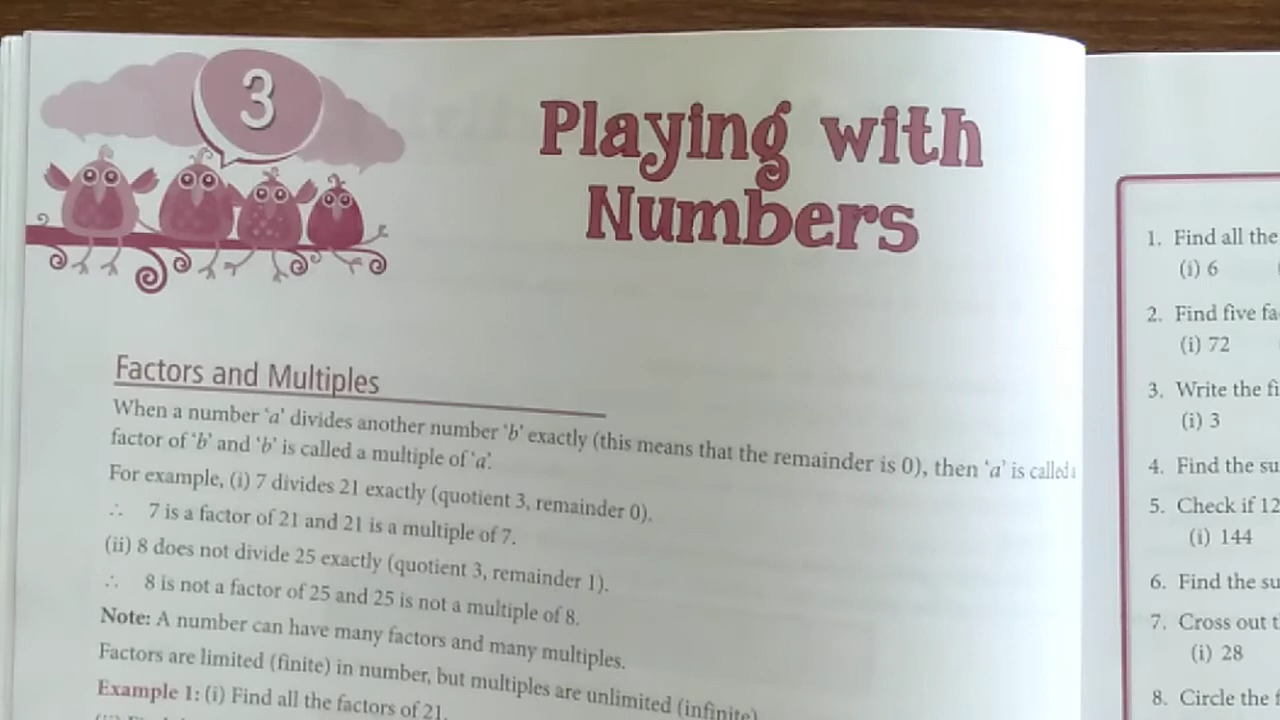 3
Playing with
Numbers
Factors and Multiples
When a number 'a' divides another number 'b' exactly (this means that the remainder is 0), then 'a' is called
factor of 'b' and 'b' is called a multiple of 'a'.
For example, (i) 7 divides 21 exactly (quotient 3, remainder 0).
∴ 7 is a factor of 21 and 21 is a multiple of 7.
(ii) 8 does not divide 25 exactly (quotient 3, remainder 1).
∴ 8 is not a factor of 25 and 25 is not a multiple of 8.
Note: A number can have many factors and many multiples.
Factors are limited (finite) in number, but multiples are unlimited (infinite)
Example 1: (i) Find all the factors of 21.
1. Find all the
(i) 6
2. Find five fa
(i) 72
3. Write the fi
(i) 3
4. Find the su
5. Check if 12
(i) 144
6. Find the su
7. Cross out t
(i) 28
8. Circle the f